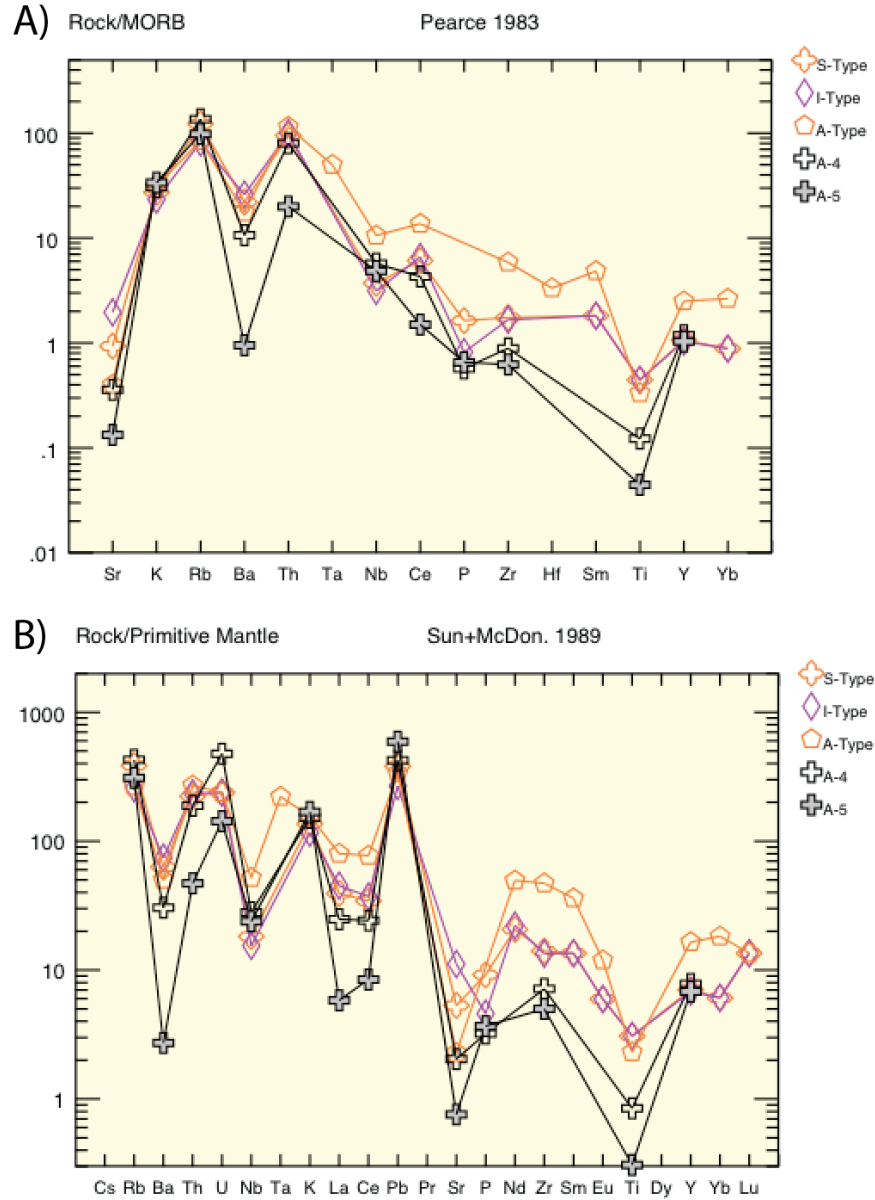 A) Rock/MORB Pearce 1983
S-Type
I-Type
A-Type
A-4
A-5
100
10
1
.1
.01
Sr K Rb Ba Th Ta Nb Ce P Zr Hf Sm Ti Y Yb
B) Rock/Primitive Mantle Sun+McDon. 1989
S-Type
I-Type
A-Type
A-4
A-5
1000
100
10
1
Cs Rb Ba Th U Nb Ta K La Ce Pb Pr Sr P Nd Zr Sm Eu Ti Dy Y Yb Lu